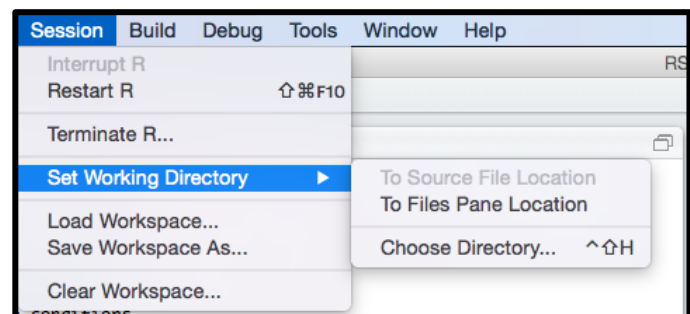 Session Build Debug Tools Window Help
RS
Interrupt R
Restart R ⇧⌘F10
Terminate R...
Set Working Directory ▶
To Source File Location
To Files Pane Location
Choose Directory... ^⇧H
Load Workspace...
Save Workspace As...
Clear Workspace...